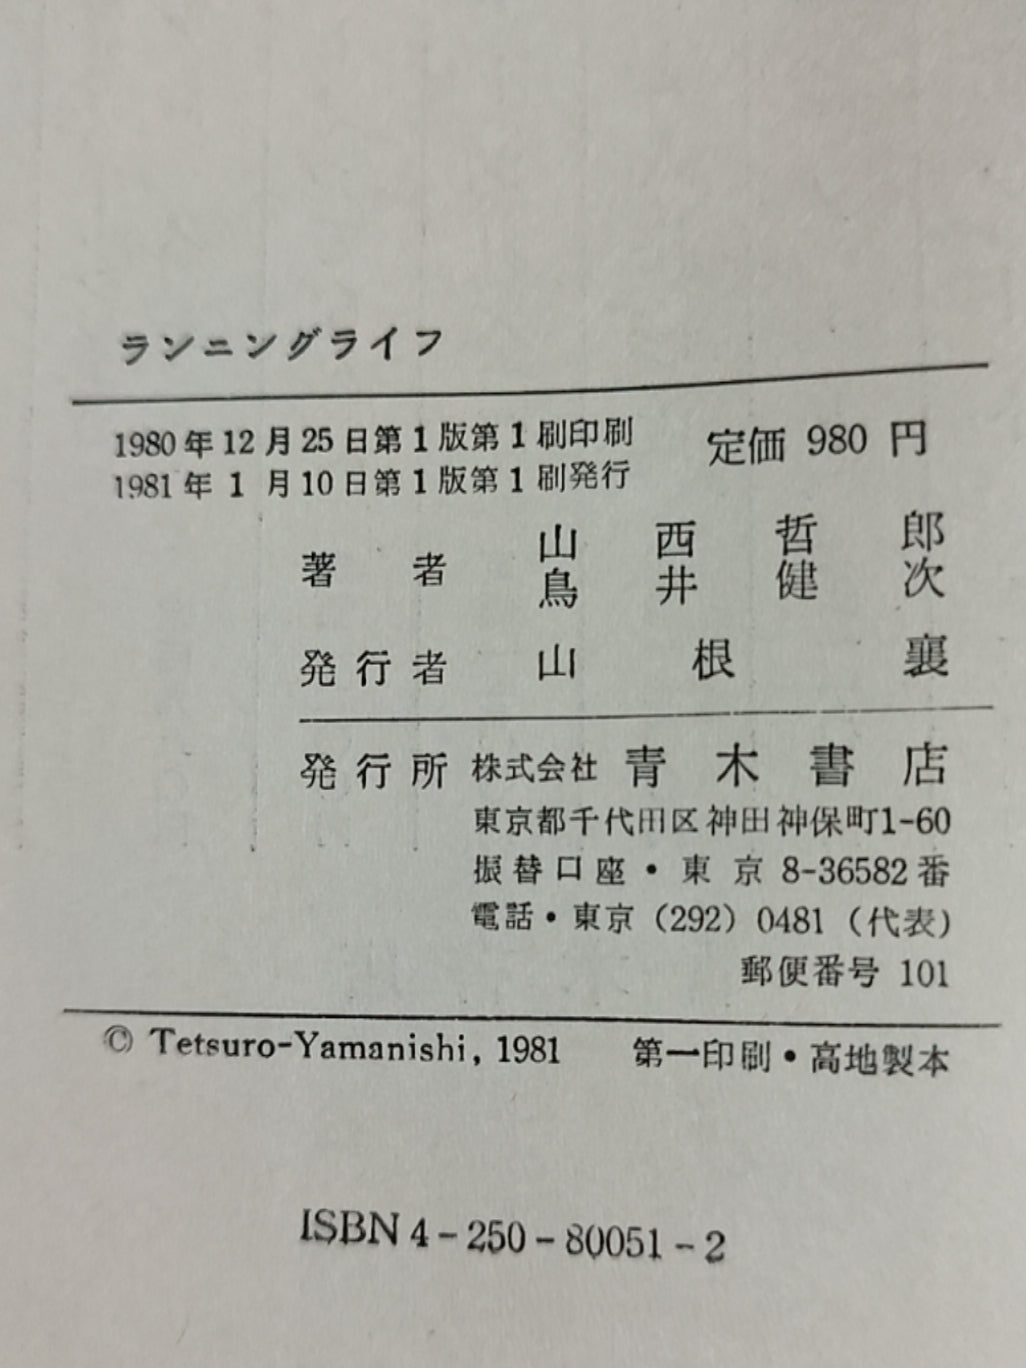 ランニングライフ
1980年12月25日第1版第1刷印刷
1981年1月10日第1版第1刷発行
定価 980 円
著者 山西哲郎
鳥井健次
発行者 山根襄
発行所 株式会社 青木書店
東京都千代田区神田神保町1-60
振替口座・東京 8-36582番
電話・東京（292）0481（代表）
郵便番号 101
© Tetsuro-Yamanishi, 1981 第一印刷・高地製本
ISBN4-250-80051-2